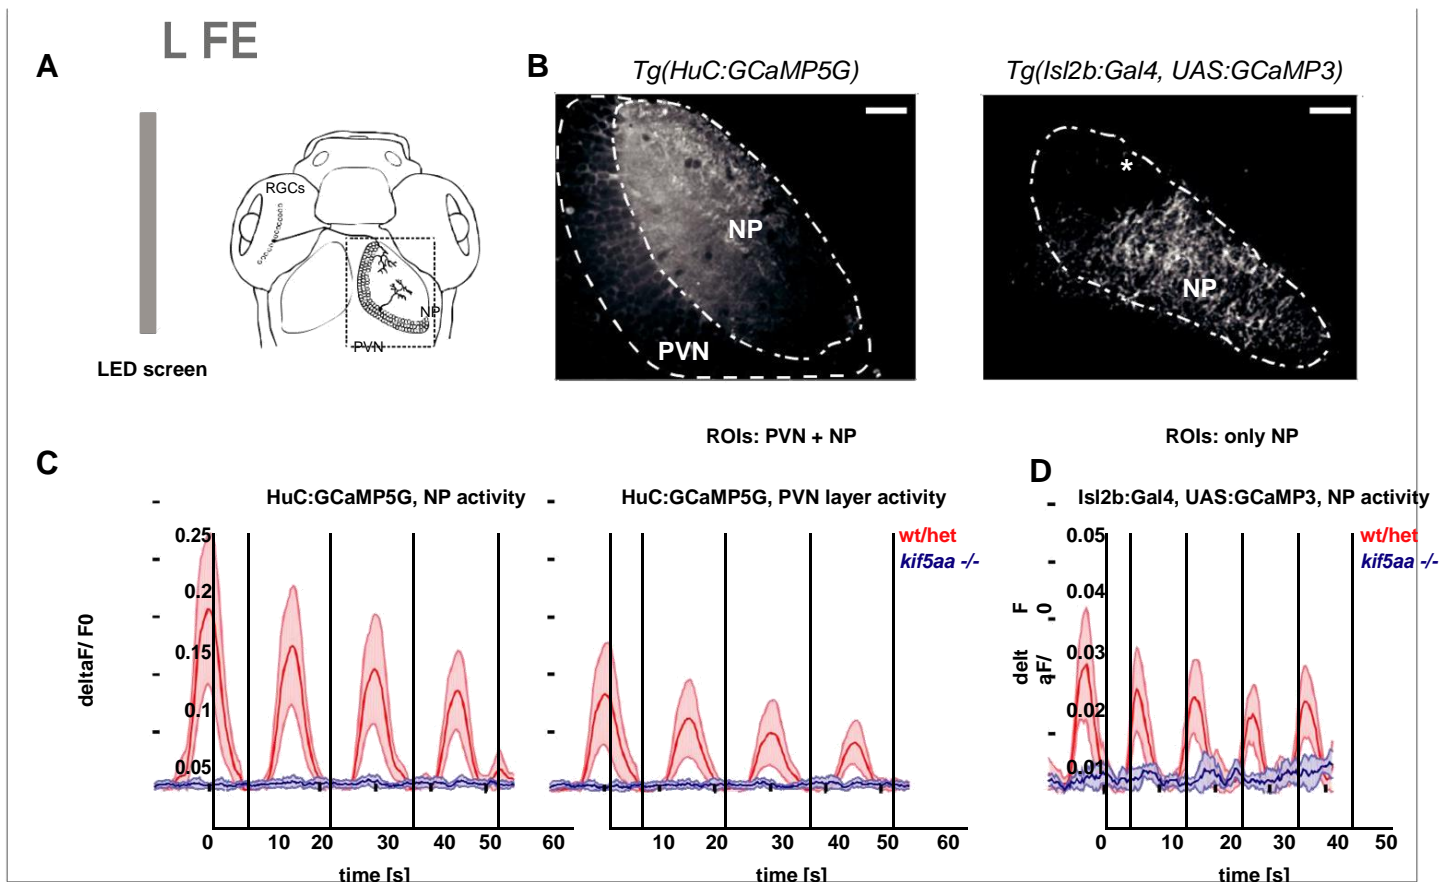 L FE
A
B
Tg(HuC:GCaMP5G)
Tg(Isl2b:Gal4, UAS:GCaMP3)
RGCs
NP
PVN
LED screen
NP
PVN
*
NP
ROIs: PVN + NP
ROIs: only NP
C
D
HuC:GCaMP5G, NP activity
HuC:GCaMP5G, PVN layer activity
Isl2b:Gal4, UAS:GCaMP3, NP activity
wt/het
kif5aa -/-
wt/het
kif5aa -/-
deltaF/ F0
0.25
0.2
0.15
0.1
0.05
delt aF/
F 0
0.05
0.04
0.03
0.02
0.01
0 10 20 30 40 50 60
10 20 30 40 50
0 10 20 30 40 50
time [s]
time [s]
time [s]